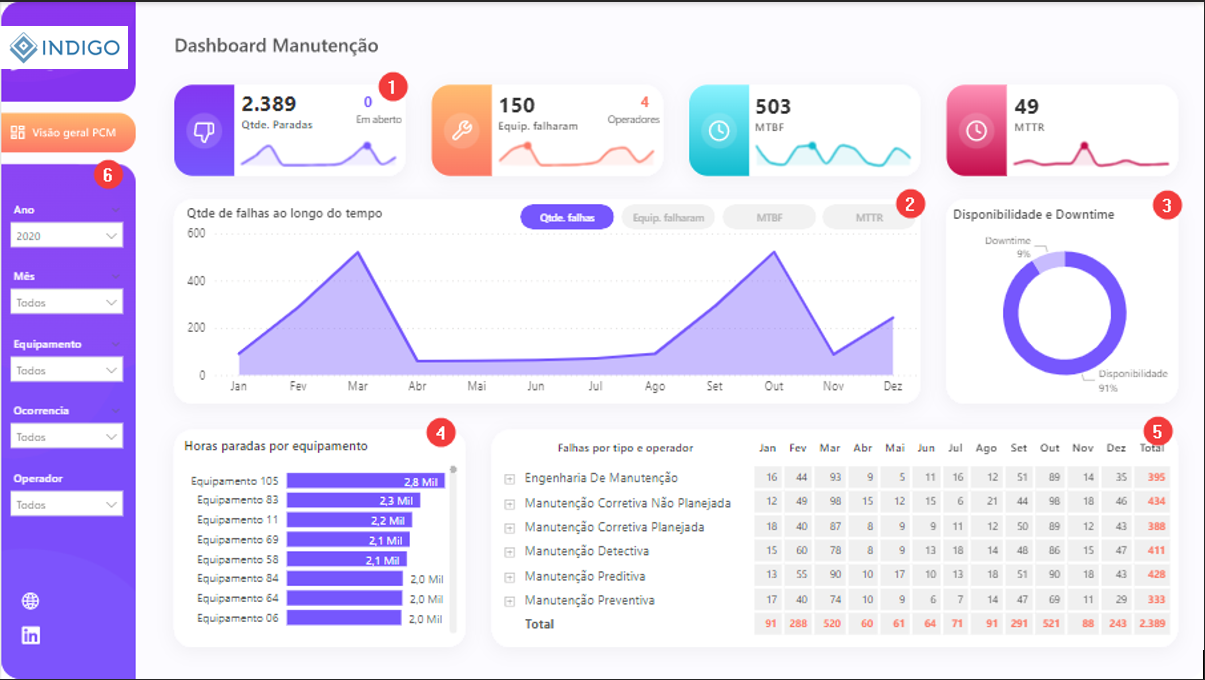 INDIGO
Dashboard Manutenção
1
2.389
0
Qtde. Paradas
Em aberto
150
4
Equip. falharam
Operadores
503
MTBF
49
MTTR
Visão geral PCM
6
Ano
2020
Mês
Todos
Equipamento
Todos
Ocorrencia
Todos
Operador
Todos
Qtde de falhas ao longo do tempo
Qtde. falhas
Equip. falharam
MTBF
MTTR
2
600
400
200
0
Jan Fev Mar Abr Mai Jun Jul Ago Set Out Nov Dez
3
Disponibilidade e Downtime
Downtime
9%
Disponibilidade
91%
4
Horas paradas por equipamento
Equipamento 105 2,8 Mil
Equipamento 83 2,3 Mil
Equipamento 11 2,2 Mil
Equipamento 69 2,1 Mil
Equipamento 58 2,1 Mil
Equipamento 84 2,0 Mil
Equipamento 64 2,0 Mil
Equipamento 06 2,0 Mil
5
Falhas por tipo e operador Jan Fev Mar Abr Mai Jun Jul Ago Set Out Nov Dez Total
Engenharia De Manutenção 16 44 93 9 5 11 16 12 51 89 14 35 395
Manutenção Corretiva Não Planejada 12 49 98 15 12 15 6 21 44 98 18 46 434
Manutenção Corretiva Planejada 18 40 87 8 9 9 11 12 50 89 12 43 388
Manutenção Detectiva 15 60 78 8 9 13 18 14 48 86 15 47 411
Manutenção Preditiva 13 55 90 10 17 10 13 18 51 90 18 43 428
Manutenção Preventiva 17 40 74 10 9 6 7 14 47 69 11 29 333
Total 91 288 520 60 61 64 71 91 291 521 88 243 2.389
in